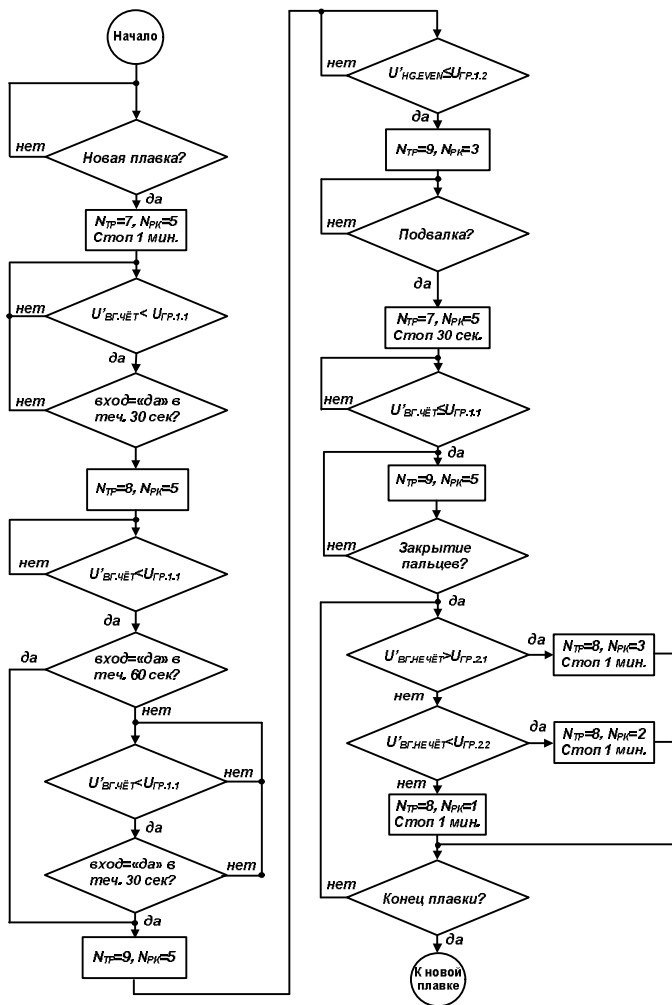 Начало
нет
Новая плавка?
да
NТР=7, NРК=5
Стоп 1 мин.
нет
U'ВГ.ЧЁТ< UГР.1.1
да
нет
вход=«да» в
теч. 30 сек?
NТР=8, NРК=5
нет
U'ВГ.ЧЁТ<UГР.1.1
да
да
вход=«да» в
теч. 60 сек?
нет
U'ВГ.ЧЁТ<UГР.1.1
нет
да
вход=«да» в
теч. 30 сек?
нет
да
NТР=9, NРК=5
нет
U'HG.EVEN≤UГР.1.2
да
NТР=9, NРК=3
нет
Подвалка?
да
NТР=7, NРК=5
Стоп 30 сек.
нет
U'ВГ.ЧЁТ≤UГР.1.1
да
NТР=9, NРК=5
нет
Закрытие
пальцев?
да
U'ВГ.НЕЧЁТ>UГР.2.1
да
NТР=8, NРК=3
Стоп 1 мин.
нет
U'ВГ.НЕЧЁТ<UГР.2.2
да
NТР=8, NРК=2
Стоп 1 мин.
нет
NТР=8, NРК=1
Стоп 1 мин.
нет
Конец плавки?
да
К новой
плавке